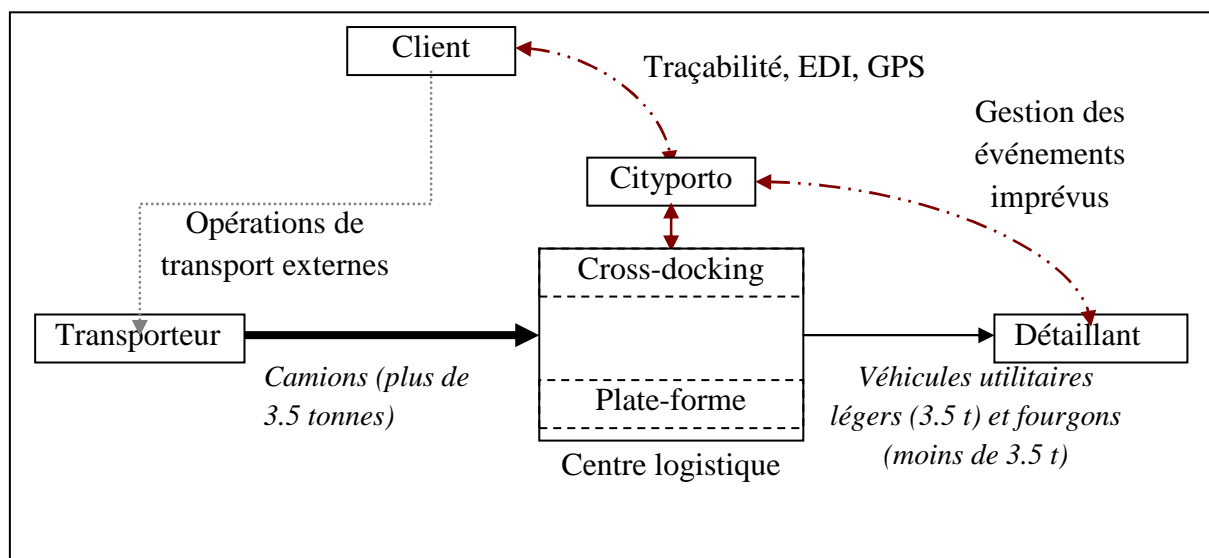 Client
Traçabilité, EDI, GPS
Gestion des
événements
imprévus
Cityporto
Opérations de
transport externes
Cross-docking
Transporteur
Détaillant
Camions (plus de
3.5 tonnes)
Plate-forme
Véhicules utilitaires
légers (3.5 t) et fourgons
(moins de 3.5 t)
Centre logistique